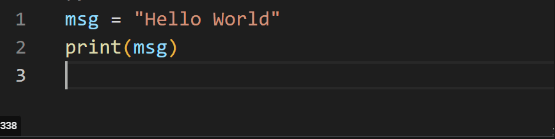 1 msg = "Hello World"
2 print(msg)
3
338